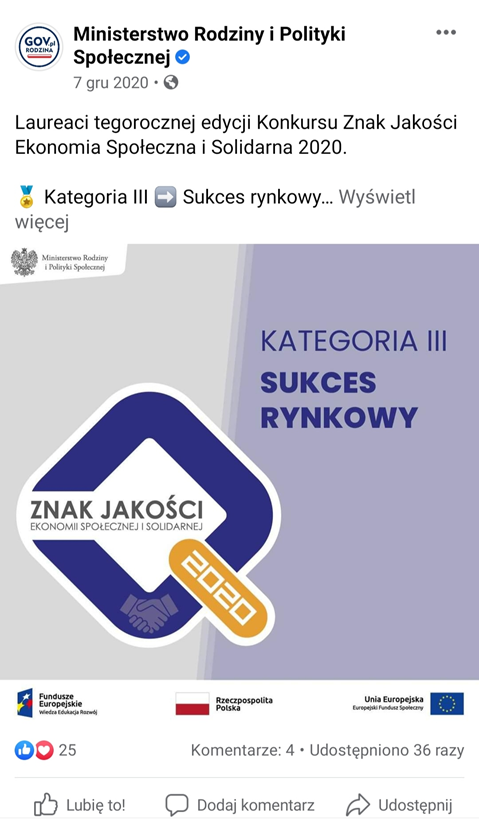 GOV.pl
RODZINA
Ministerstwo Rodziny i Polityki
Społecznej
7 gru 2020 •
Laureaci tegorocznej edycji Konkursu Znak Jakości
Ekonomia Społeczna i Solidarna 2020.
Kategoria III ➡ Sukces rynkowy... Wyświetl
więcej
Ministerstwo Rodziny
i Polityki Społecznej
KATEGORIA III
SUKCES
RYNKOWY
ZNAK JAKOŚCI
EKONOMII SPOŁECZNEJ I SOLIDARNEJ
2020
Fundusze
Europejskie
Wiedza Edukacja Rozwój
Rzeczpospolita
Polska
Unia Europejska
Europejski Fundusz Społeczny
25
Komentarze: 4 • Udostępniono 36 razy
Lubię to!
Dodaj komentarz
Udostępnij